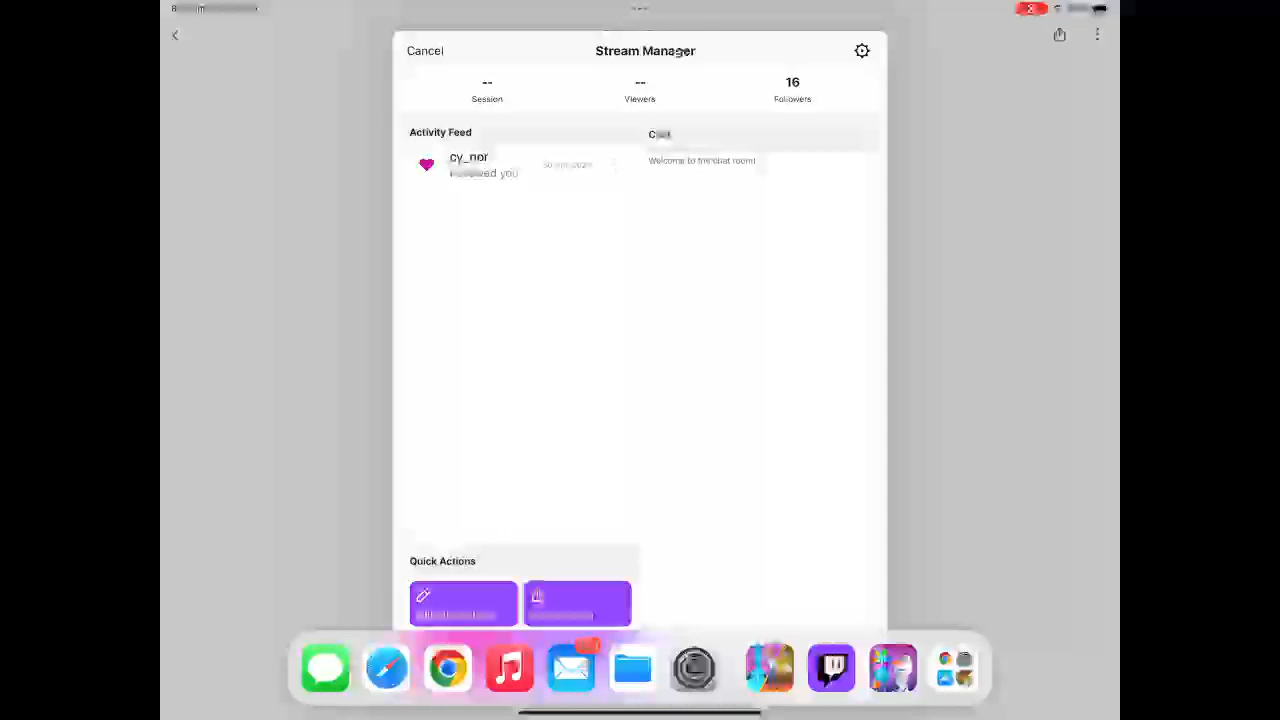 Cancel
Stream Manager
--
Session
--
Viewers
16
Followers
Activity Feed
cy_nor
you
Welcome to the chat room!
Quick Actions